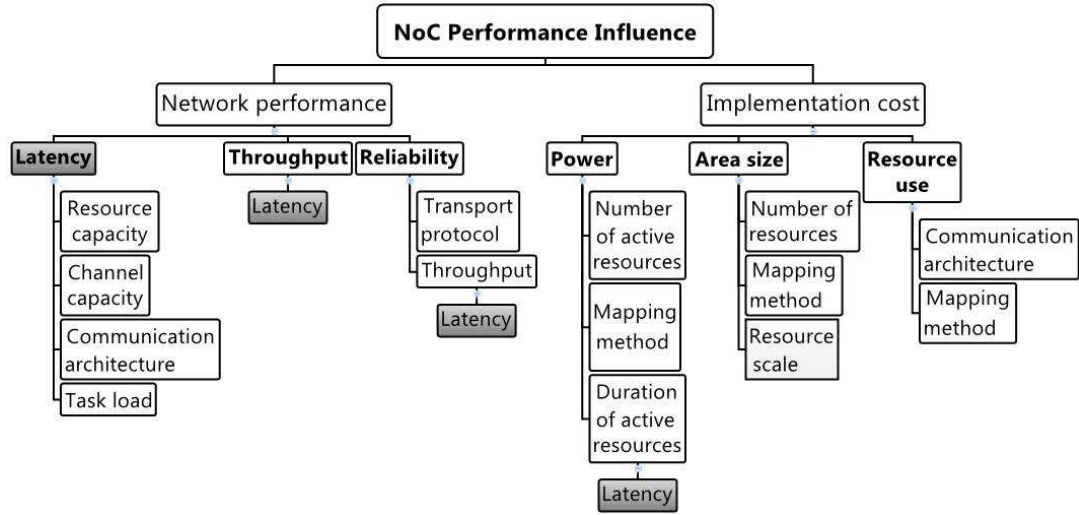 NoC Performance Influence
Network performance
Implementation cost
Latency
Throughput
Reliability
Power
Area size
Resource
use
Resource
capacity
Channel
capacity
Communication
architecture
Task load
Latency
Transport
protocol
Throughput
Latency
Number
of active
resources
Mapping
method
Duration
of active
resources
Latency
Number of
resources
Mapping
method
Resource
scale
Communication
architecture
Mapping
method